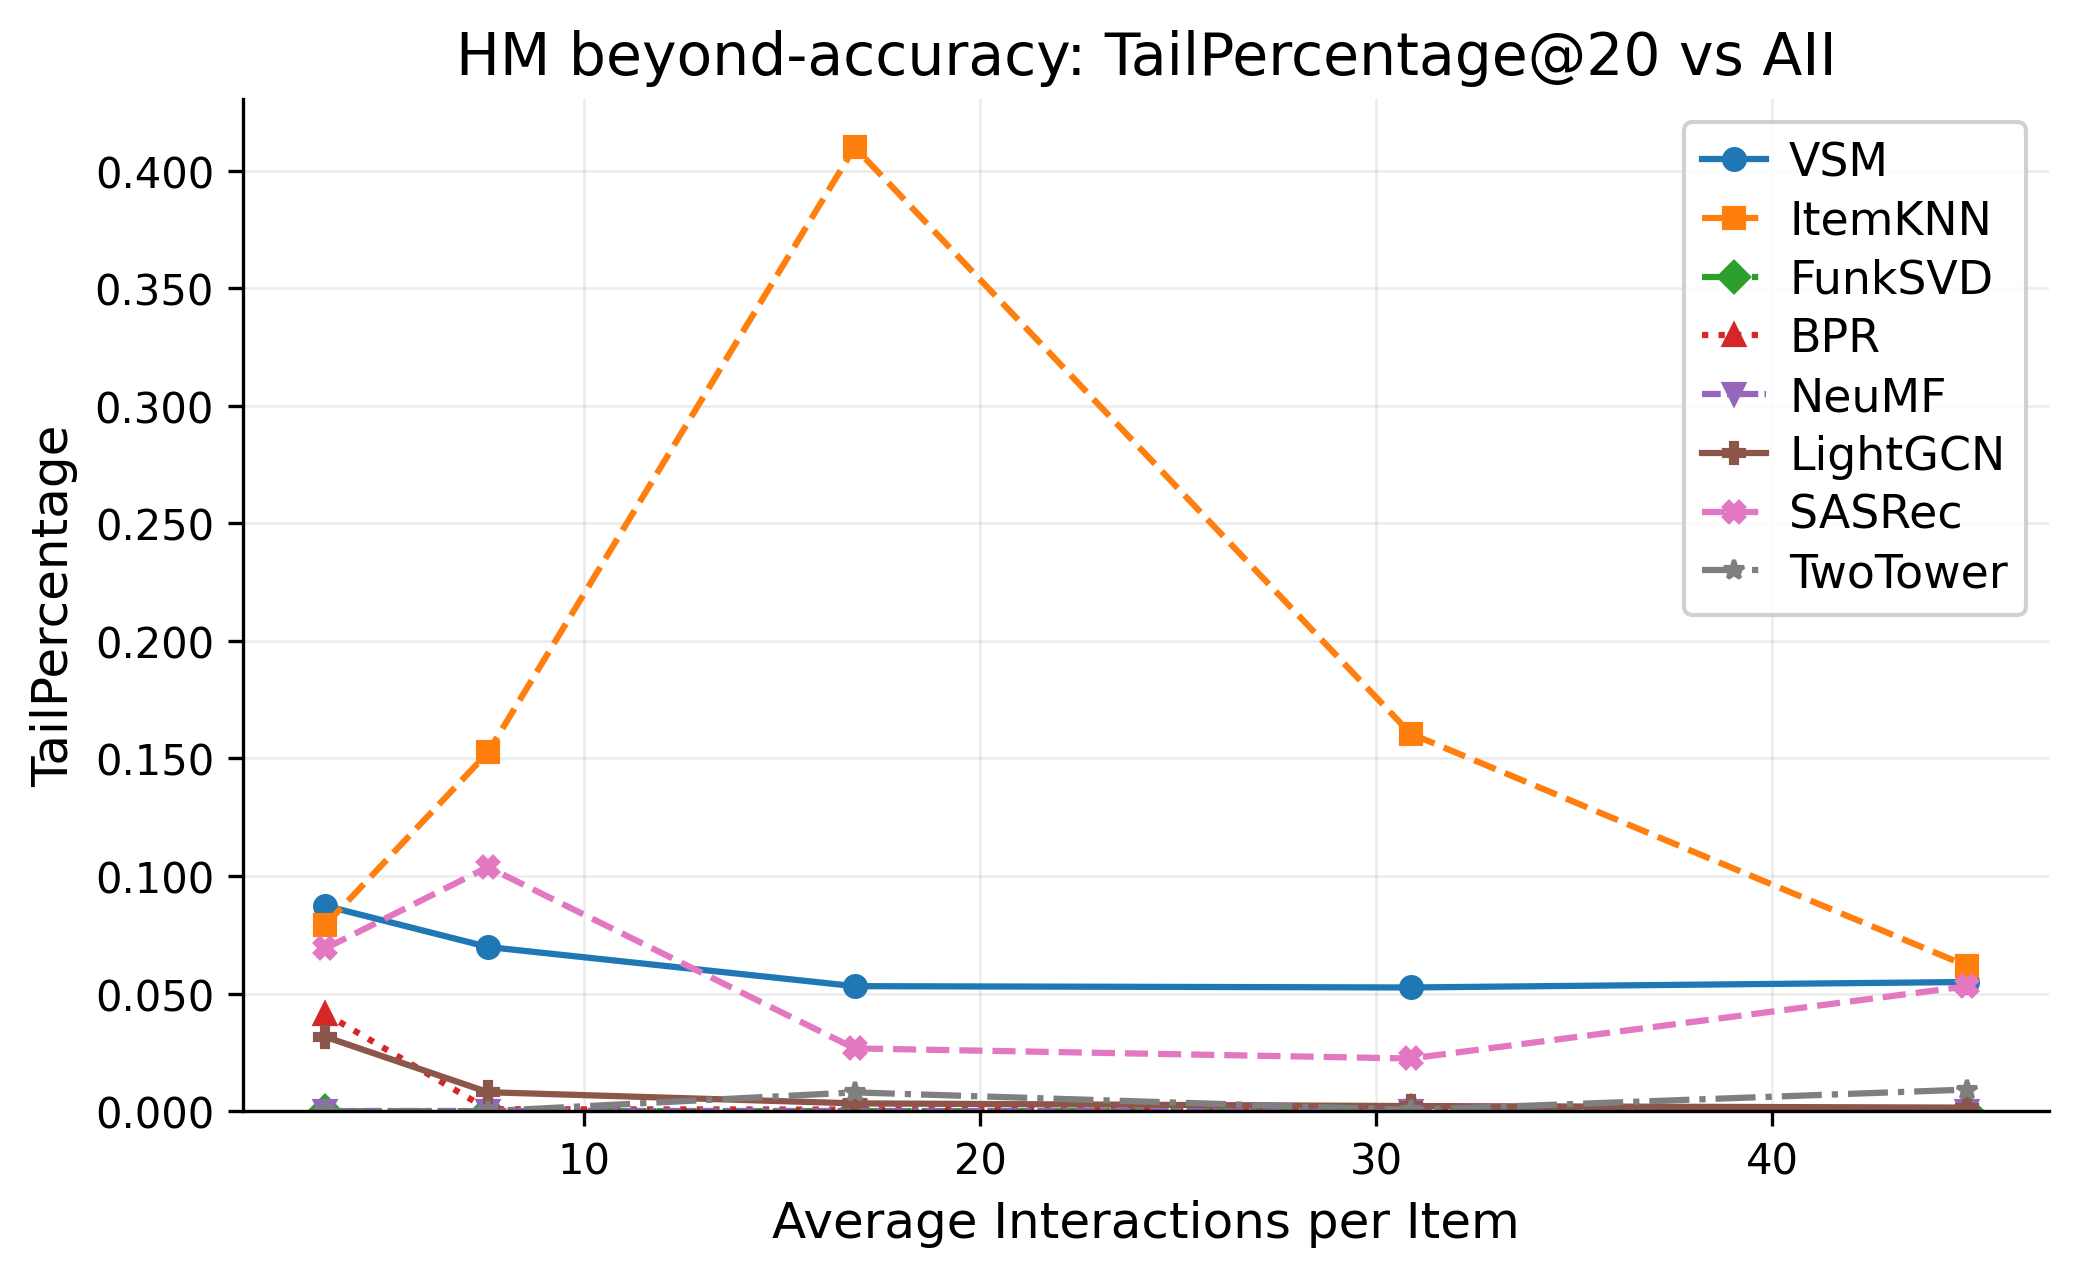 HM beyond-accuracy: TailPercentage@20 vs AII
TailPercentage
0.400
0.350
0.300
0.250
0.200
0.150
0.100
0.050
0.000
10
20
30
40
Average Interactions per Item
VSM
ItemKNN
FunkSVD
BPR
NeuMF
LightGCN
SASRec
TwoTower